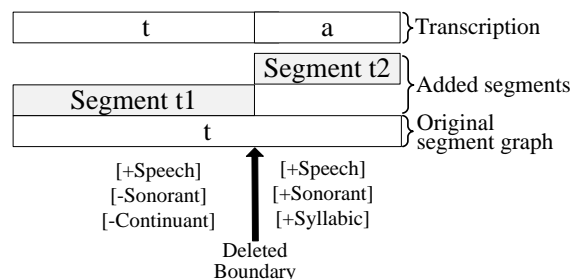 t a Transcription
Segment t2
Segment t1 Added segments
t Original segment graph
[+Speech] [+Speech]
[-Sonorant] [+Sonorant]
[-Continuant] [+Syllabic]
Deleted
Boundary